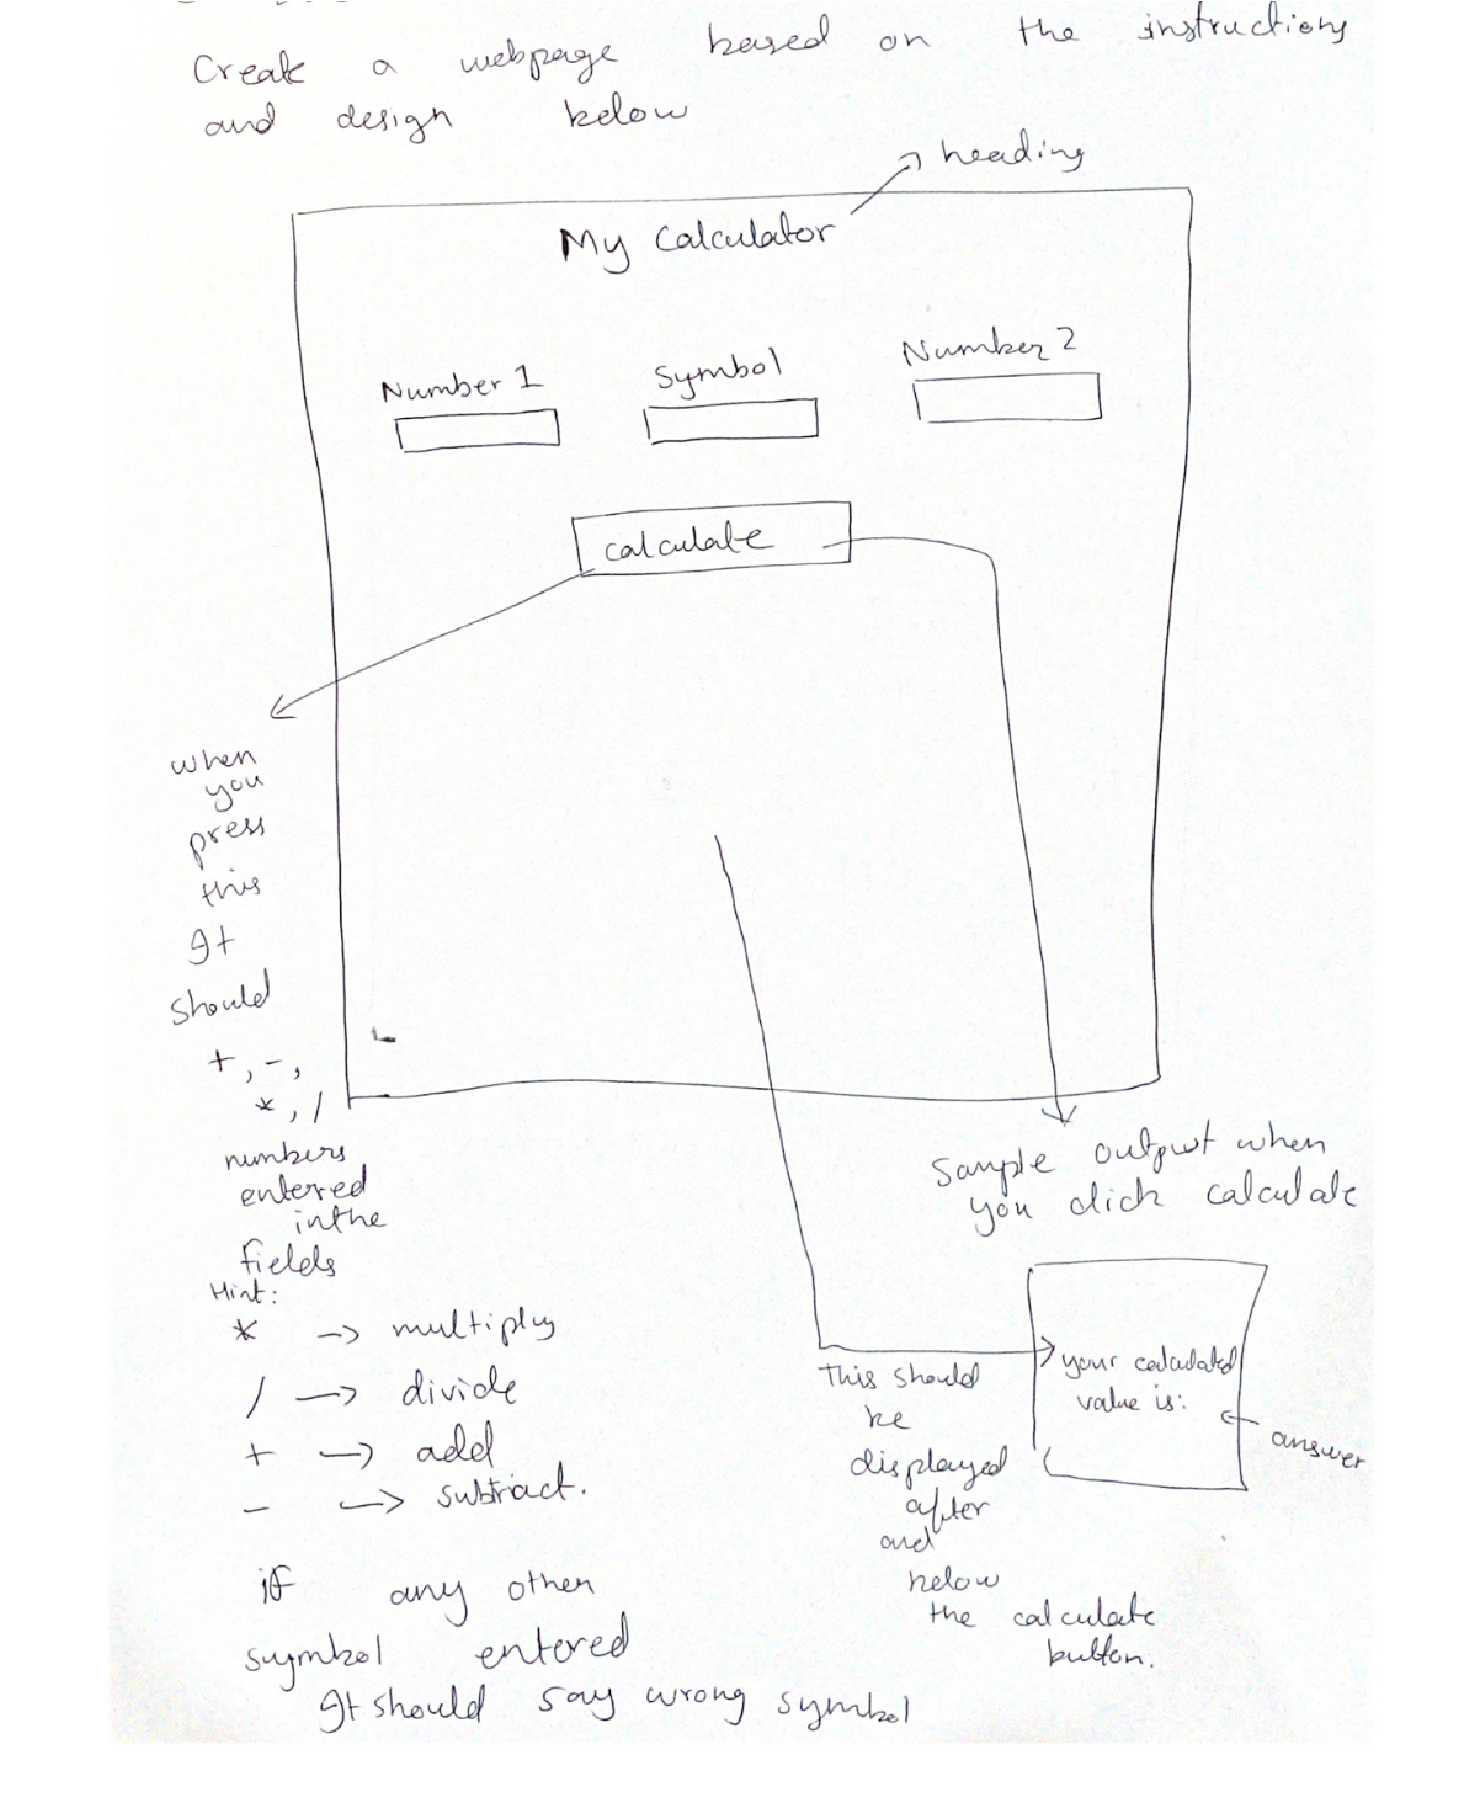 Create a webpage based on the instructions
and design below
heading
My Calculator
Number 1 Symbol Number 2
calculate
when
you
press
this
It
should
+, -,
*, /
numbers
entered
in the
fields
Hint:
* -> multiply
/ -> divide
+ -> add
- -> subtract.
if any other
symbol entered
It should say wrong symbol
Sample output when
you click calculate
your calculated
value is:
answer
This should
be
displayed
after
and
below
the calculate
button.